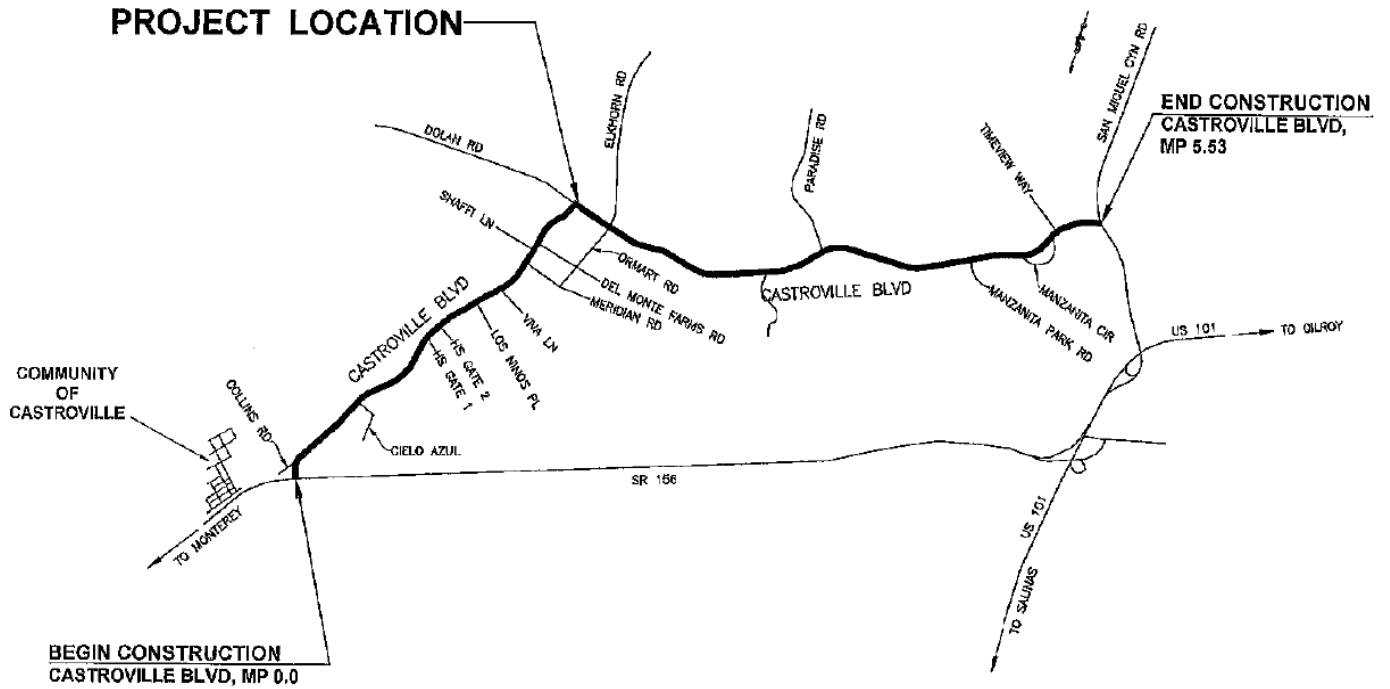 PROJECT LOCATION
DOLAN RD
ELKHORN RD
PARADISE RD
TIMEVIEW WAY
SAN MIGUEL CYN RD
END CONSTRUCTION
CASTROVILLE BLVD,
MP 5.53
SHAFFI LN
ORMART RD
DEL MONTE FARMS RD
MERIDIAN RD
CASTROVILLE BLVD
MANZANITA CIR
MANZANITA PARK RD
CASTROVILLE BLVD
VIVA LN
LOS NINOS PL
HS GATE 2
HS GATE 1
US 101
TO GILROY
COMMUNITY
OF
CASTROVILLE
COLLINS RD
CIELO AZUL
SR 156
TO MONTEREY
US 101
TO SALINAS
BEGIN CONSTRUCTION
CASTROVILLE BLVD, MP 0.0